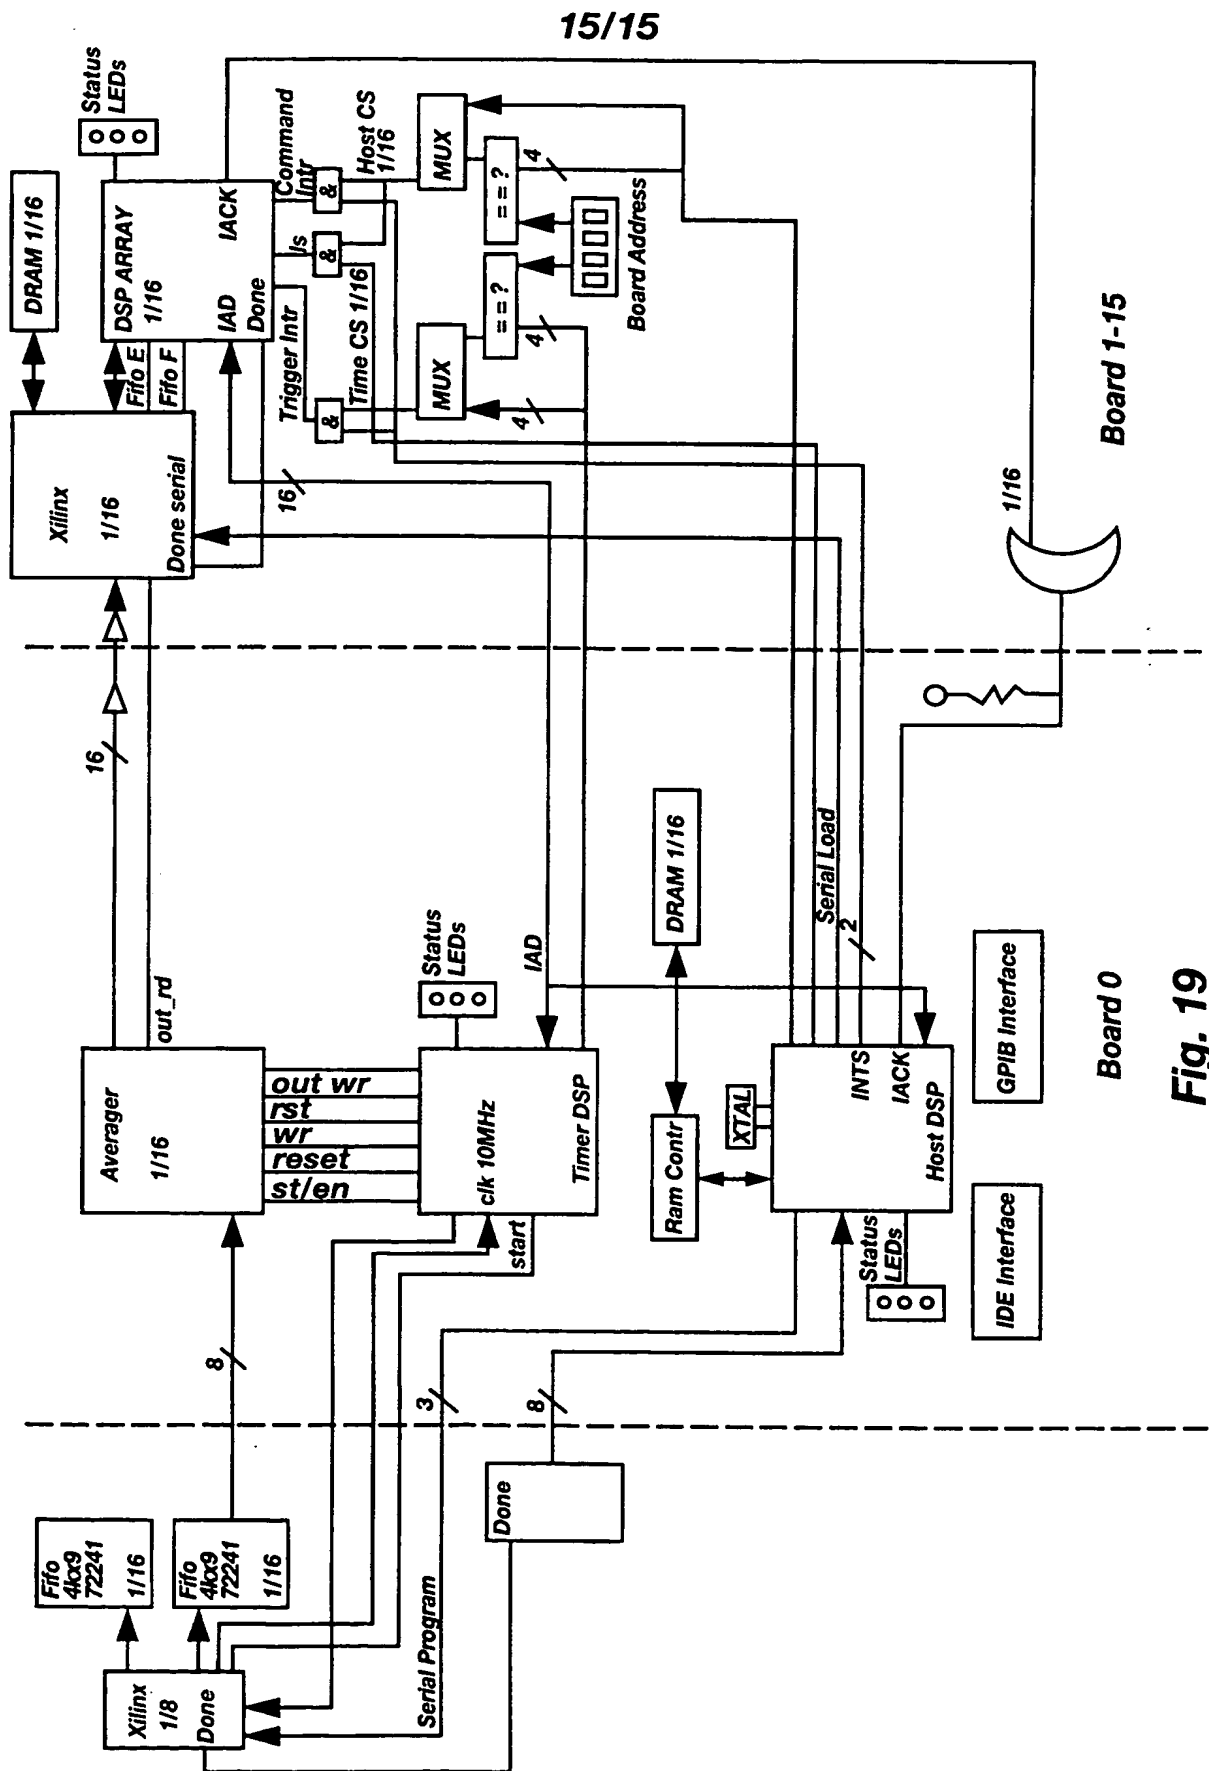 15/15
Fifo
4kx9
72241
1/16
Fifo
4kx9
72241
1/16
Xilinx
1/8
Done
Serial Program
Done
8
3
8
Averager
1/16
out_rd
out wr
rst
wr
reset
st/en
clk 10MHz
Timer DSP
start
Status
LEDs
IAD
16
DRAM 1/16
Ram Contr
XTAL
INTS
IACK
Host DSP
Status
LEDs
Serial Load
2
IDE Interface
GPIB Interface
Board 0
Xilinx
1/16
Done serial
DRAM 1/16
Fifo E
Fifo F
DSP ARRAY
1/16
IAD
IACK
Done
Status
LEDs
16
Trigger Intr
Is
Command
Intr
&
&
&
Time CS 1/16
Host CS
1/16
MUX
MUX
= = ?
= = ?
4
4
4
Board Address
1/16
Board 1-15
Fig. 19